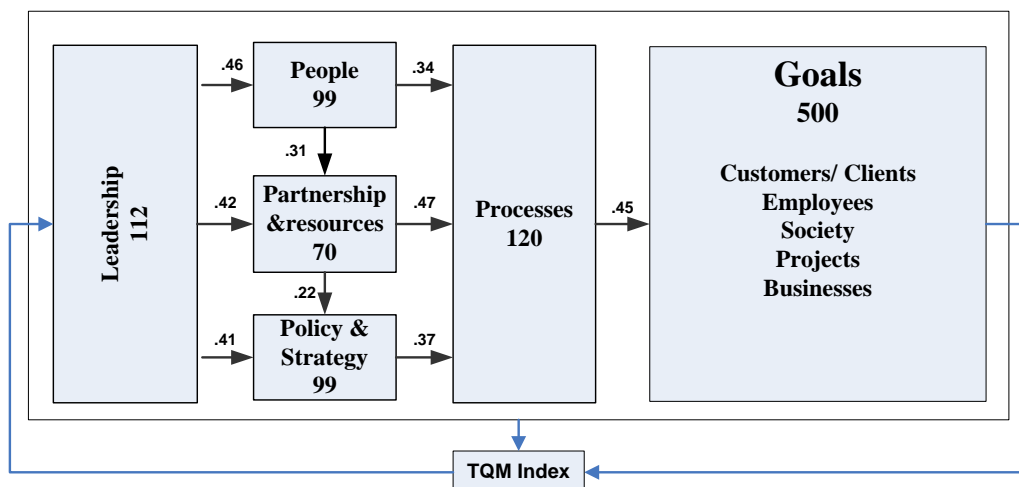 Leadership
112
.46
.42
.41
People
99
.31
Partnership
&resources
70
.22
Policy &
Strategy
99
.34
.47
.37
Processes
120
.45
Goals
500
Customers/ Clients
Employees
Society
Projects
Businesses
TQM Index